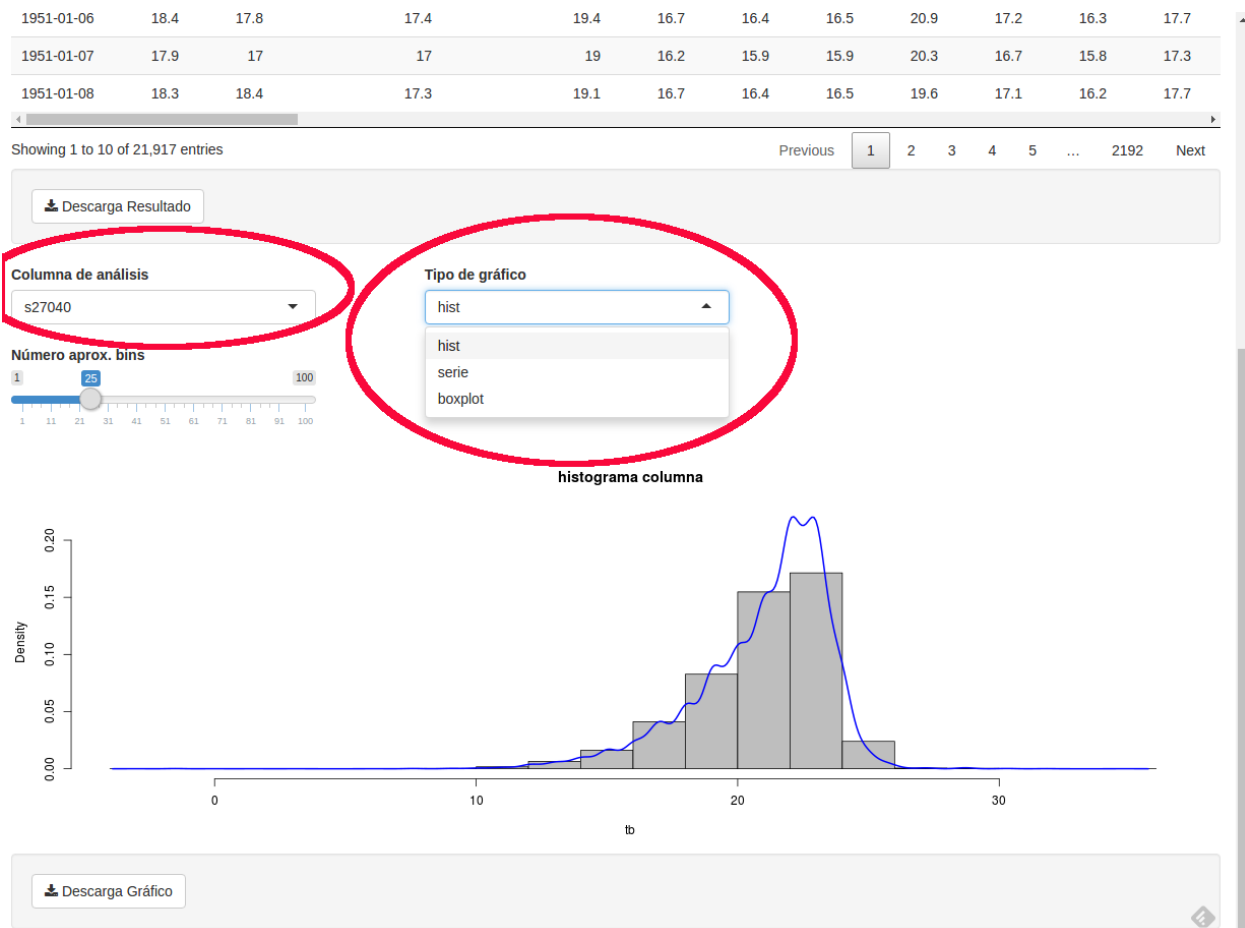 1951-01-06 18.4 17.8 17.4 19.4 16.7 16.4 16.5 20.9 17.2 16.3 17.7
1951-01-07 17.9 17 17 19 16.2 15.9 15.9 20.3 16.7 15.8 17.3
1951-01-08 18.3 18.4 17.3 19.1 16.7 16.4 16.5 19.6 17.1 16.2 17.7
Showing 1 to 10 of 21,917 entries Previous 1 2 3 4 5 … 2192 Next
Descarga Resultado
Columna de análisis Tipo de gráfico
s27040 hist
Número aprox. bins hist
1 25 100
serie
boxplot
1 11 21 31 41 51 61 71 81 91 100
histograma columna
0.20
0.15
0.10
0.05
0.00
Density
0 10 20 30
tb
Descarga Gráfico